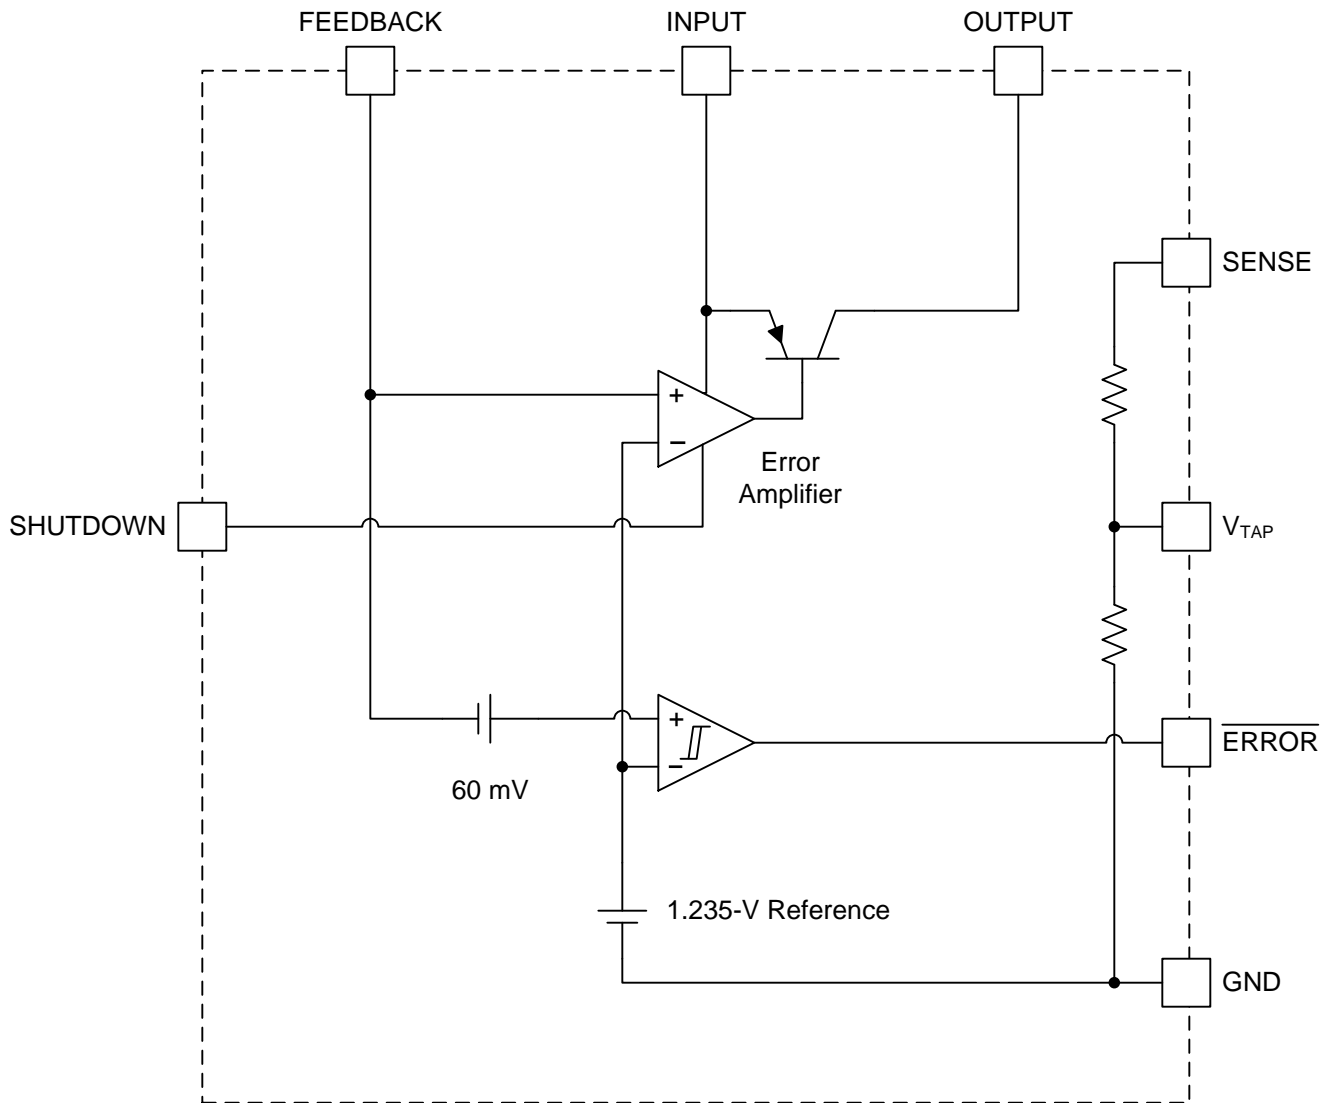 FEEDBACK
INPUT
OUTPUT
SENSE
+
−
Error
Amplifier
SHUTDOWN
VTAP
+
−
ERROR
60 mV
1.235-V Reference
GND